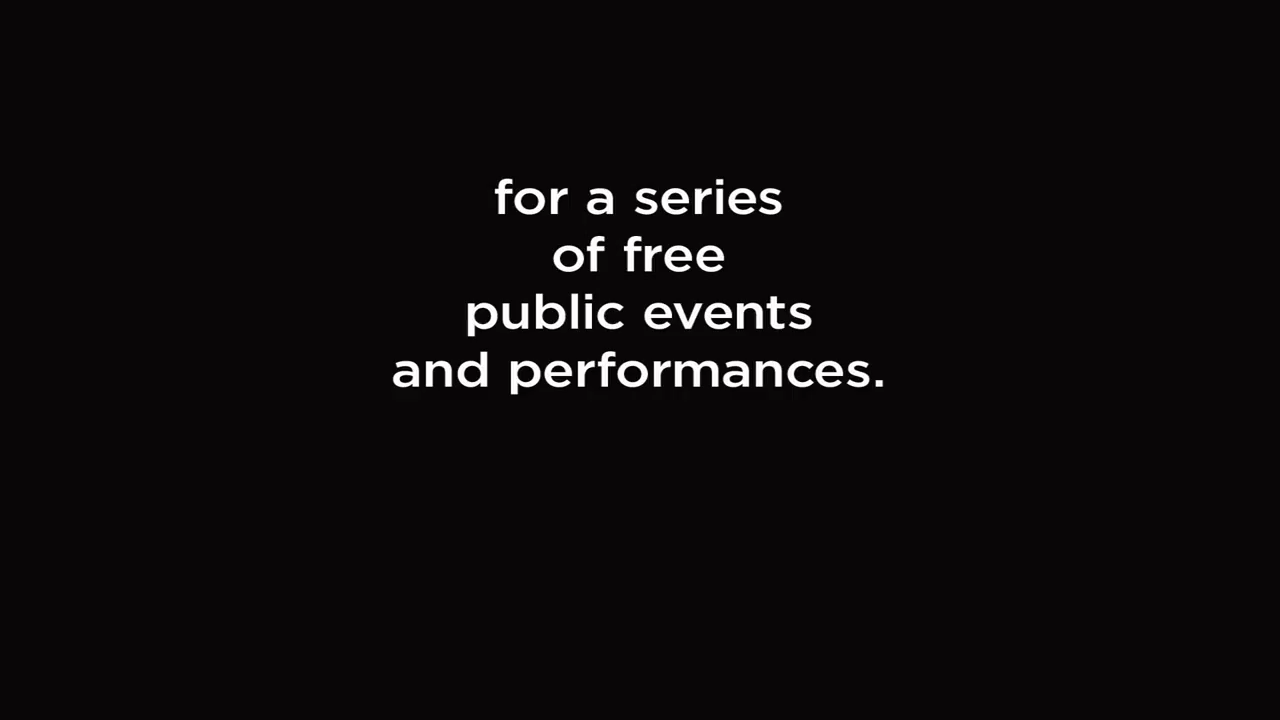 for a series
of free
public events
and performances.